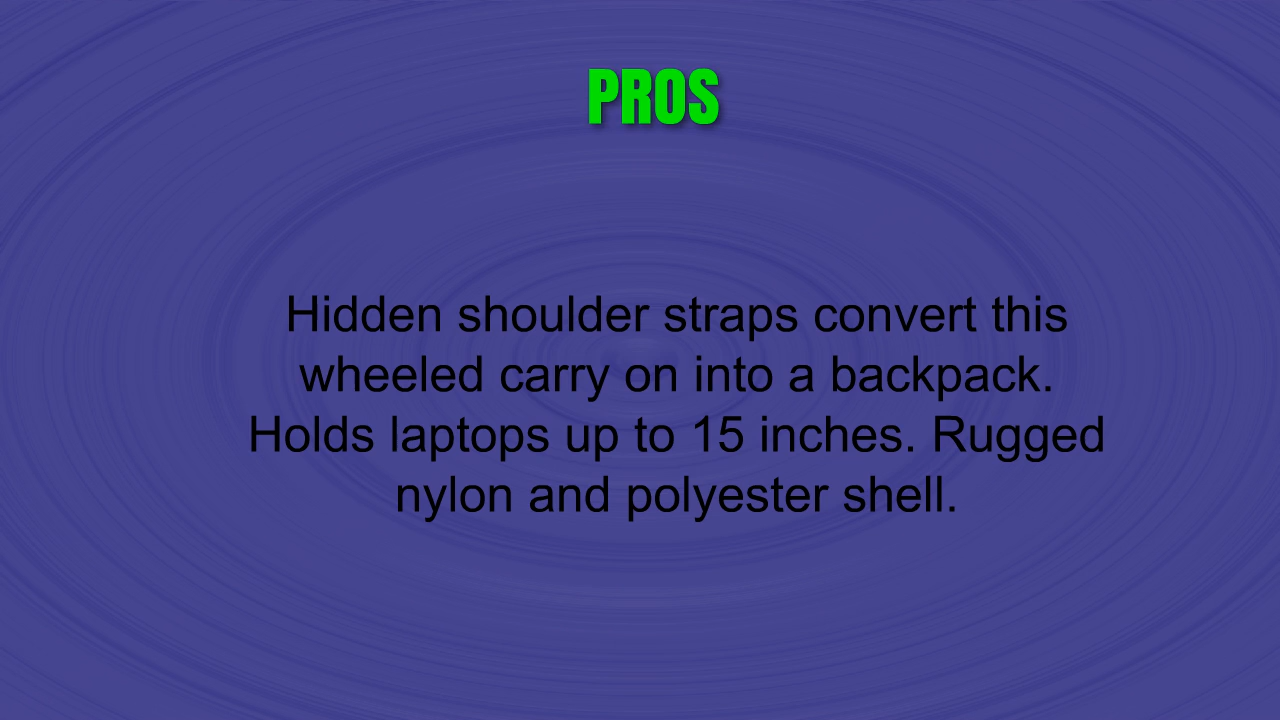 PROS
Hidden shoulder straps convert this
wheeled carry on into a backpack.
Holds laptops up to 15 inches. Rugged
nylon and polyester shell.